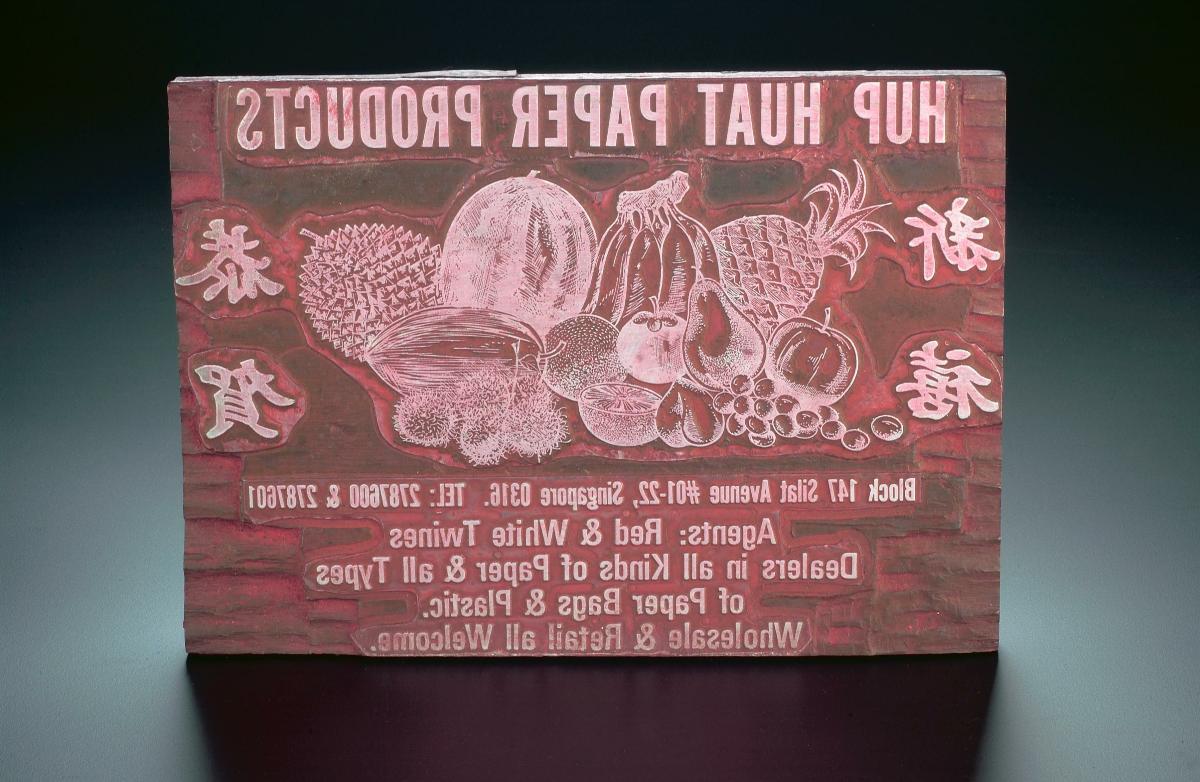 HUP HUAT PAPER PRODUCTS
恭賀
新禧
Block 147 Silat Avenue #01-22, Singapore 0316. TEL: 2787600 & 2787601
Agents: Red & White Twines
Dealers in all Kinds of Paper & all Types
of Paper Bags & Plastic.
Wholesale & Retail all Welcome.